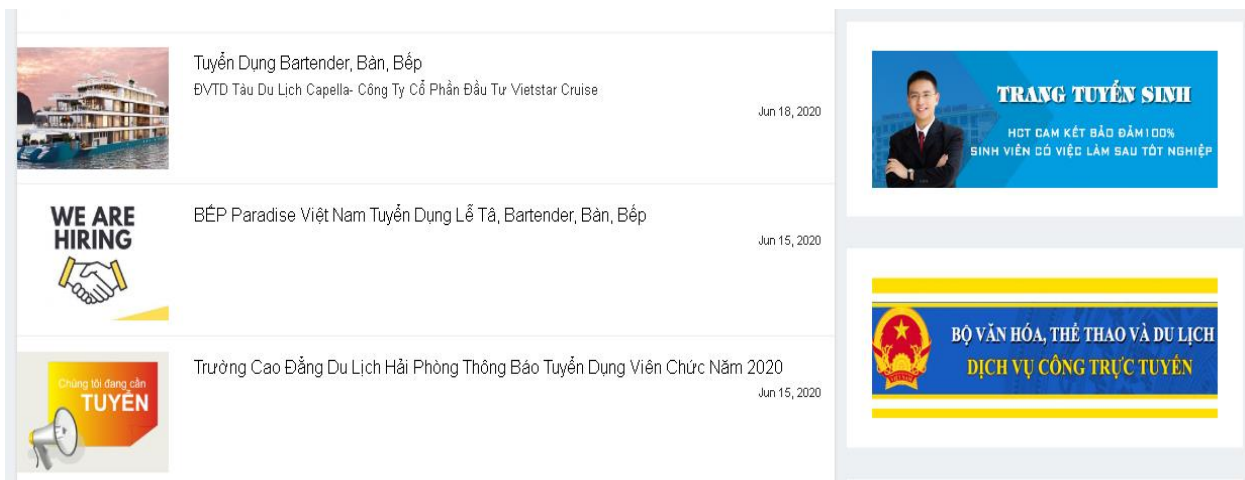 Tuyển Dụng Bartender, Bàn, Bếp
ĐVTD Tàu Du Lịch Capella- Công Ty Cổ Phần Đầu Tư Vietstar Cruise
Jun 18, 2020
WE ARE
HIRING
BẾP Paradise Việt Nam Tuyển Dụng Lễ Tâ, Bartender, Bàn, Bếp
Jun 15, 2020
Chúng tôi đang cần
TUYỂN
Trường Cao Đẳng Du Lịch Hải Phòng Thông Báo Tuyển Dụng Viên Chức Năm 2020
Jun 15, 2020
TRANG TUYỂN SINH
HCT CAM KẾT BẢO ĐẢM100%
SINH VIÊN CÓ VIỆC LÀM SAU TỐT NGHIỆP
BỘ VĂN HÓA, THỂ THAO VÀ DU LỊCH
DỊCH VỤ CÔNG TRỰC TUYẾN